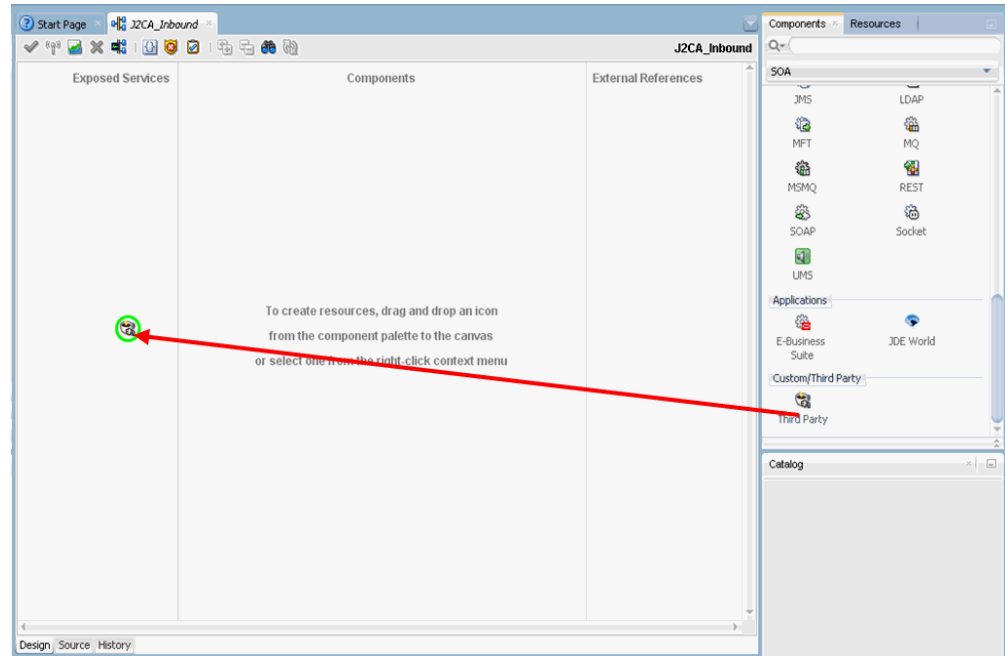 Start Page
J2CA_Inbound
J2CA_Inbound
Exposed Services
Components
External References
To create resources, drag and drop an icon
from the component palette to the canvas
or select one from the right-click context menu
Design Source History
Components
Resources
SOA
JMS LDAP
MFT MQ
MSMQ REST
SOAP Socket
UMS
Applications
E-Business
Suite
JDE World
Custom/Third Party
Third Party
Catalog